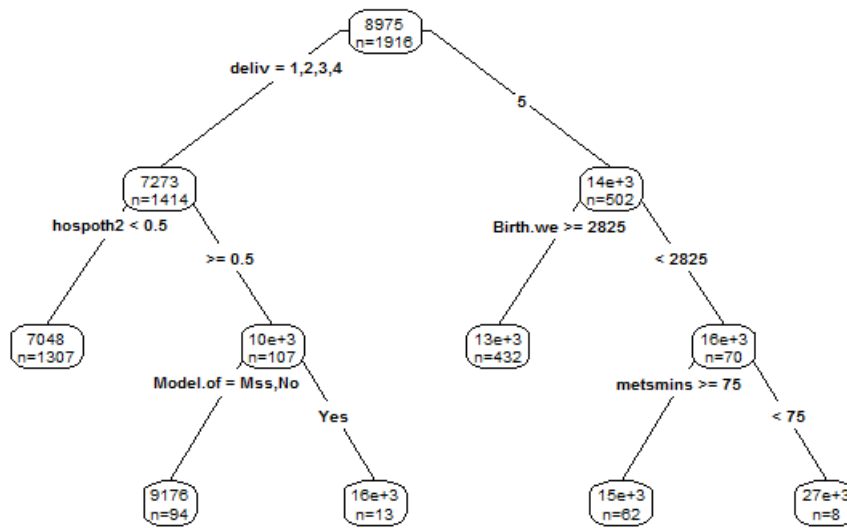 8975
n=1916
deliv = 1,2,3,4
5
7273
n=1414
14e+3
n=502
hospoth2 < 0.5
>= 0.5
Birth.we >= 2825
< 2825
7048
n=1307
10e+3
n=107
13e+3
n=432
16e+3
n=70
Model.of = Mss,No
Yes
metsmins >= 75
< 75
9176
n=94
16e+3
n=13
15e+3
n=62
27e+3
n=8